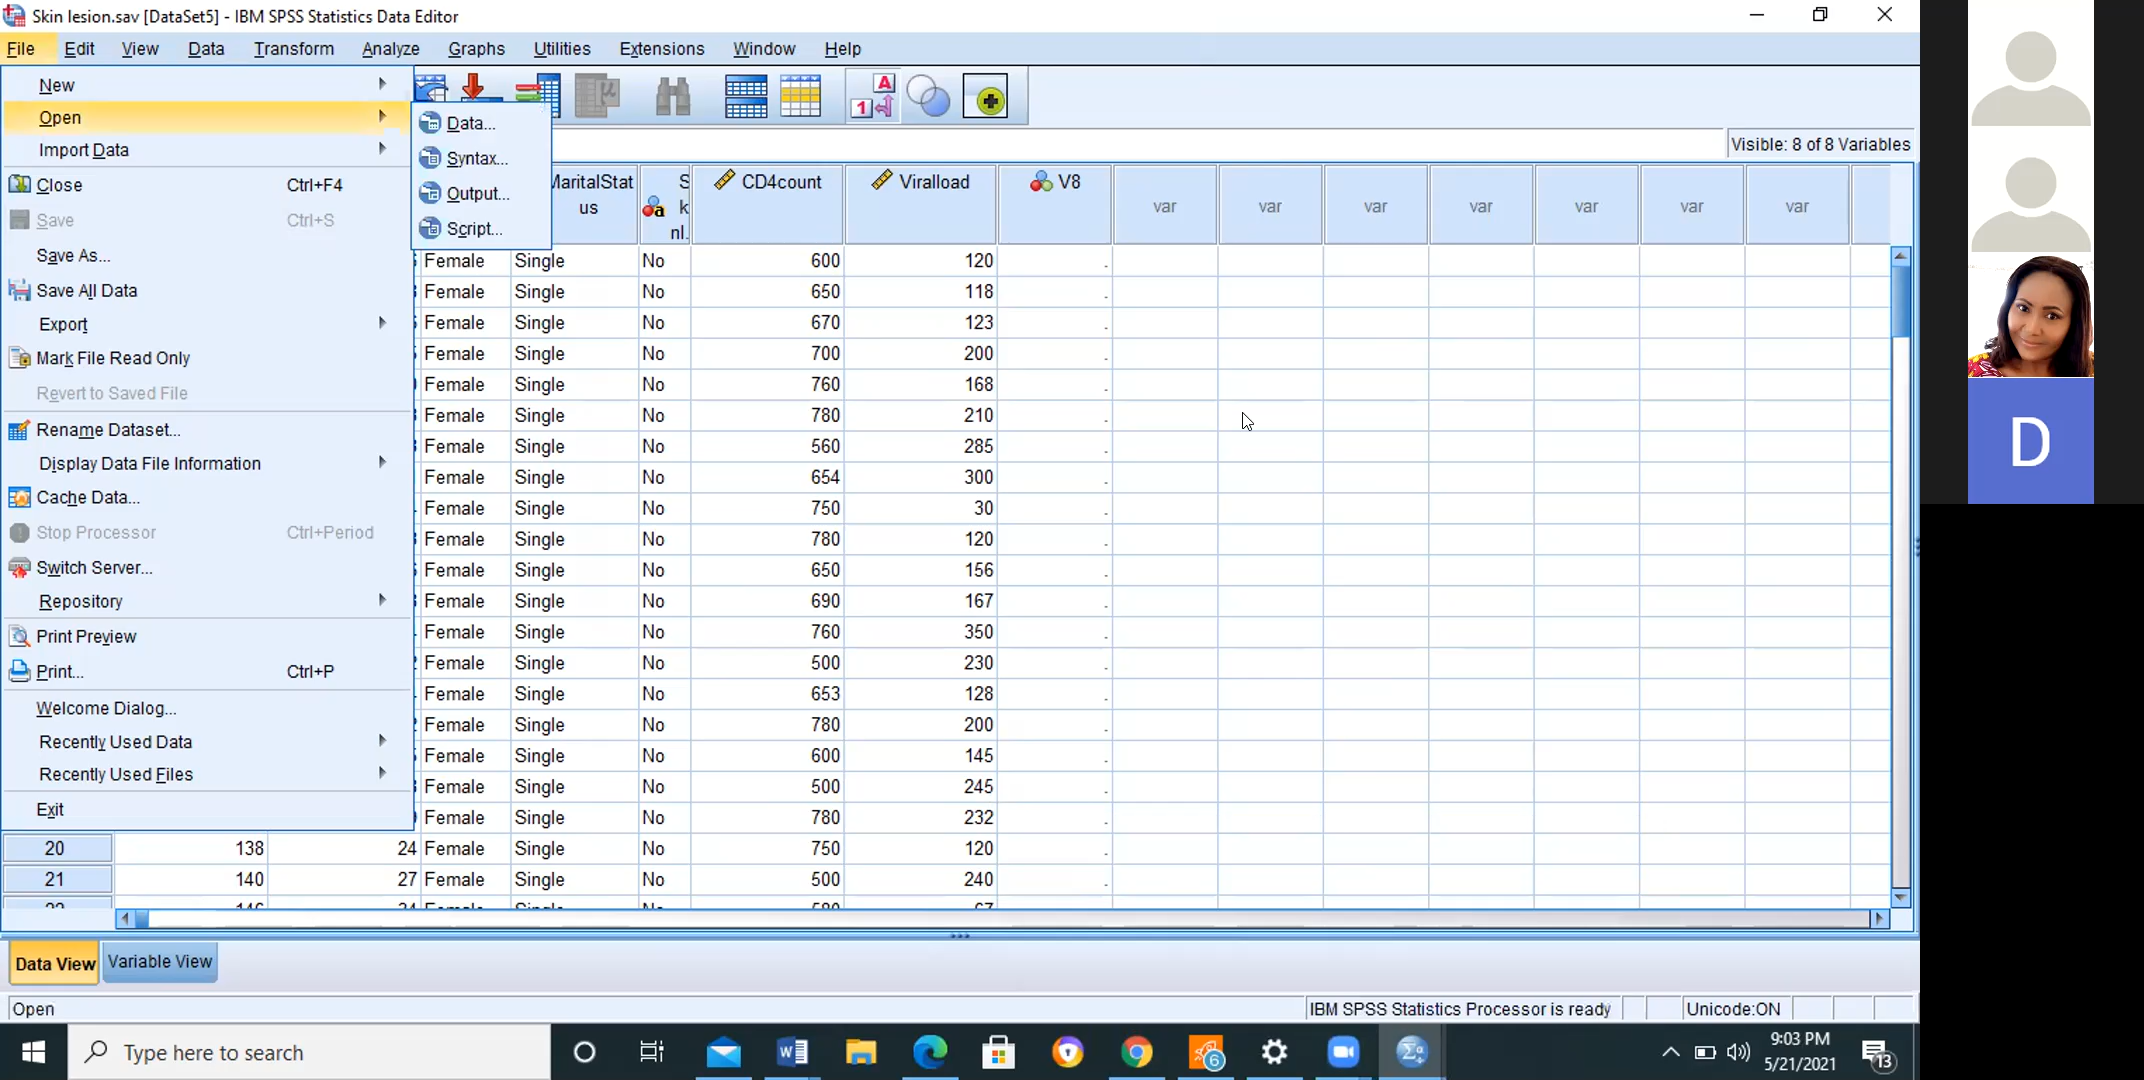 Skin lesion.sav [DataSet5] - IBM SPSS Statistics Data Editor
File Edit View Data Transform Analyze Graphs Utilities Extensions Window Help
New
Open
Import Data
Close Ctrl+F4
Save Ctrl+S
Save As...
Save All Data
Export
Mark File Read Only
Revert to Saved File
Rename Dataset...
Display Data File Information
Cache Data...
Stop Processor Ctrl+Period
Switch Server...
Repository
Print Preview
Print... Ctrl+P
Welcome Dialog...
Recently Used Data
Recently Used Files
Exit
Data...
Syntax...
Output...
Script...
Visible: 8 of 8 Variables
MaritalStat
us
S
k
nl.
CD4count Viralload V8 var var var var var var var
Female Single No 600 120 .
Female Single No 650 118 .
Female Single No 670 123 .
Female Single No 700 200 .
Female Single No 760 168 .
Female Single No 780 210 .
Female Single No 560 285 .
Female Single No 654 300 .
Female Single No 750 30 .
Female Single No 780 120 .
Female Single No 650 156 .
Female Single No 690 167 .
Female Single No 760 350 .
Female Single No 500 230 .
Female Single No 653 128 .
Female Single No 780 200 .
Female Single No 600 145 .
Female Single No 500 245 .
Female Single No 780 232 .
20 138 24 Female Single No 750 120 .
21 140 27 Female Single No 500 240 .
Data View Variable View
Open
IBM SPSS Statistics Processor is ready Unicode:ON
Type here to search
6
9:03 PM
5/21/2021
13
D